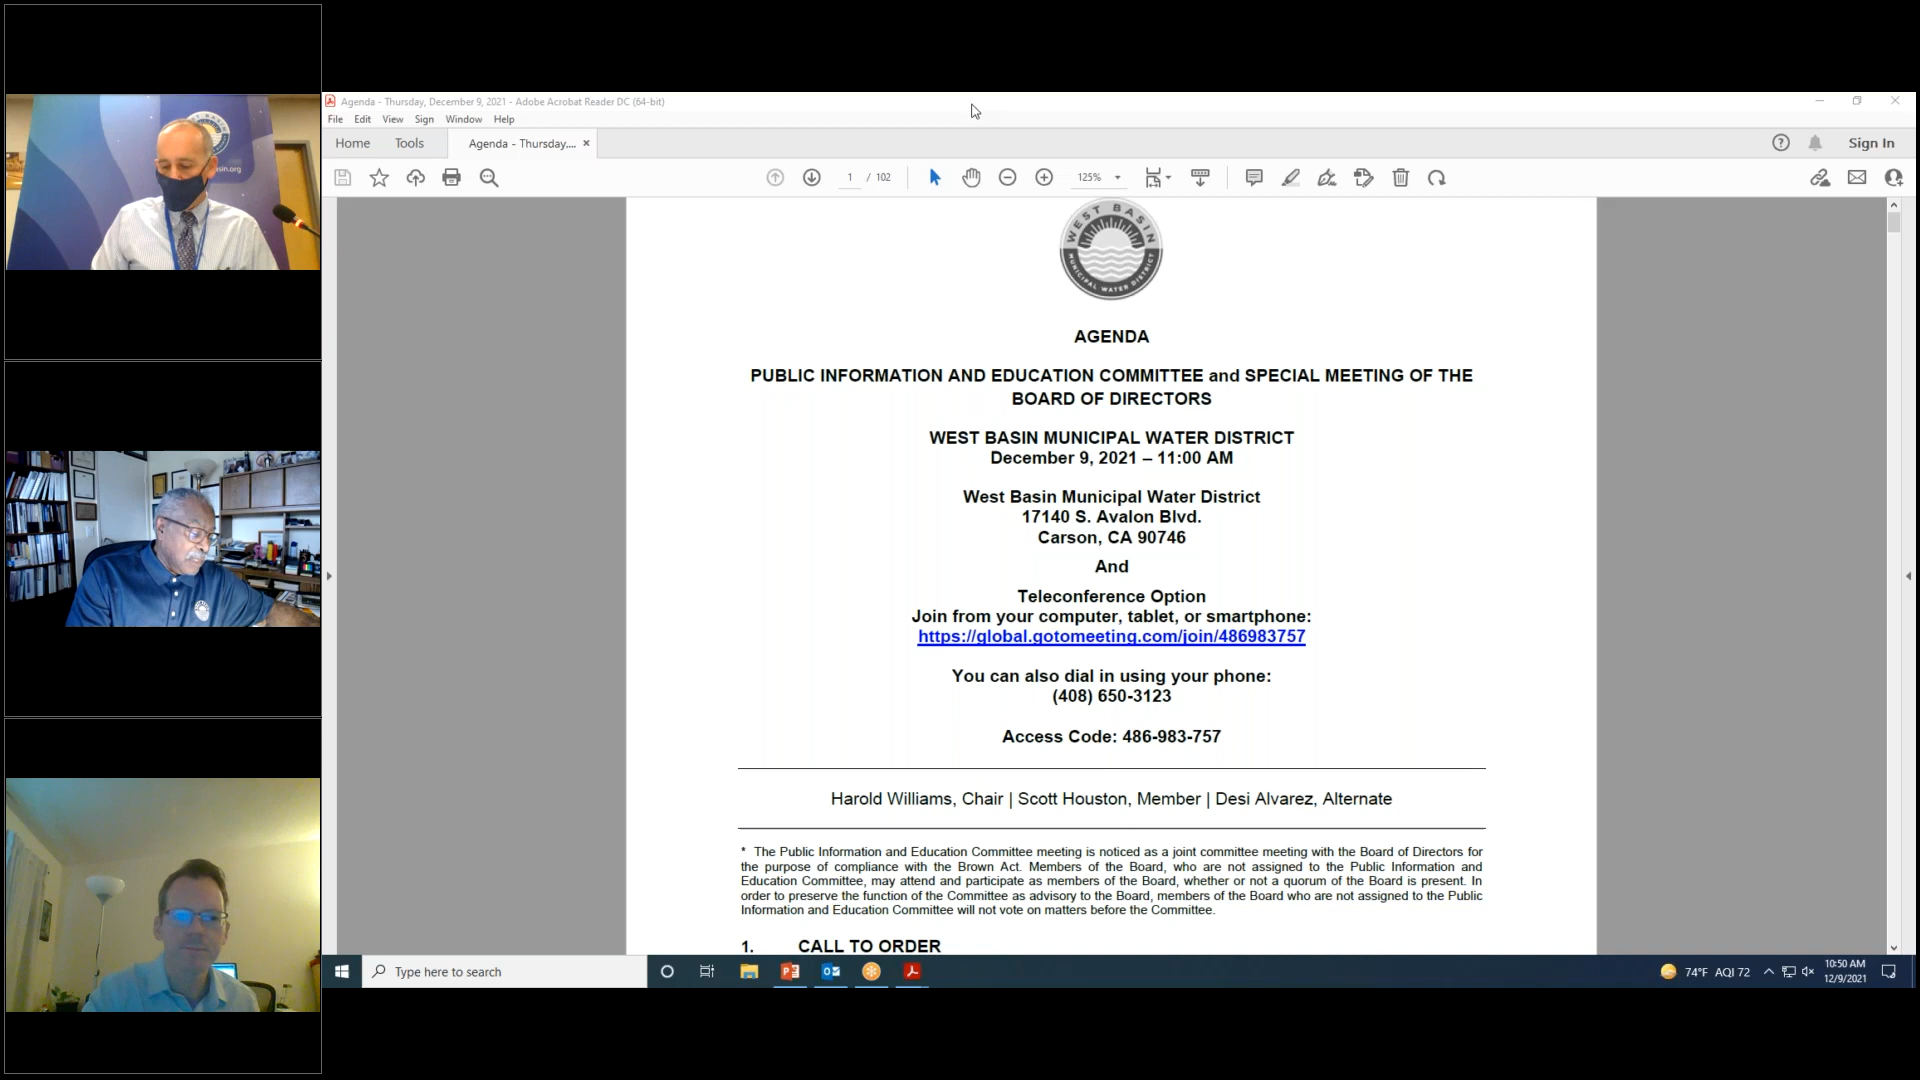 BASIN
asin.org
Agenda - Thursday, December 9, 2021 - Adobe Acrobat Reader DC (64-bit)
File Edit View Sign Window Help
Home Tools Agenda - Thursday,... × Sign In
1 / 102 125%
WEST BASIN
MUNICIPAL WATER DISTRICT
AGENDA
PUBLIC INFORMATION AND EDUCATION COMMITTEE and SPECIAL MEETING OF THE
BOARD OF DIRECTORS
WEST BASIN MUNICIPAL WATER DISTRICT
December 9, 2021 – 11:00 AM
West Basin Municipal Water District
17140 S. Avalon Blvd.
Carson, CA 90746
And
Teleconference Option
Join from your computer, tablet, or smartphone:
https://global.gotomeeting.com/join/486983757
You can also dial in using your phone:
(408) 650-3123
Access Code: 486-983-757
Harold Williams, Chair | Scott Houston, Member | Desi Alvarez, Alternate
* The Public Information and Education Committee meeting is noticed as a joint committee meeting with the Board of Directors for
the purpose of compliance with the Brown Act. Members of the Board, who are not assigned to the Public Information and
Education Committee, may attend and participate as members of the Board, whether or not a quorum of the Board is present. In
order to preserve the function of the Committee as advisory to the Board, members of the Board who are not assigned to the Public
Information and Education Committee will not vote on matters before the Committee.
1. CALL TO ORDER
Type here to search
74°F AQI 72
10:50 AM
12/9/2021